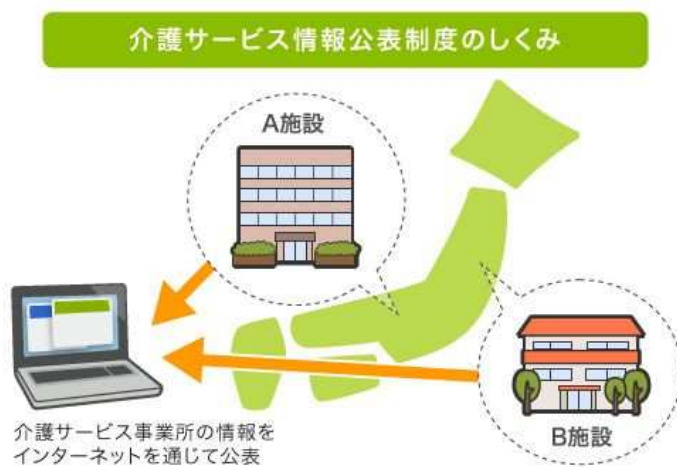 介護サービス情報公表制度のしくみ
A施設
B施設
介護サービス事業所の情報を
インターネットを通じて公表